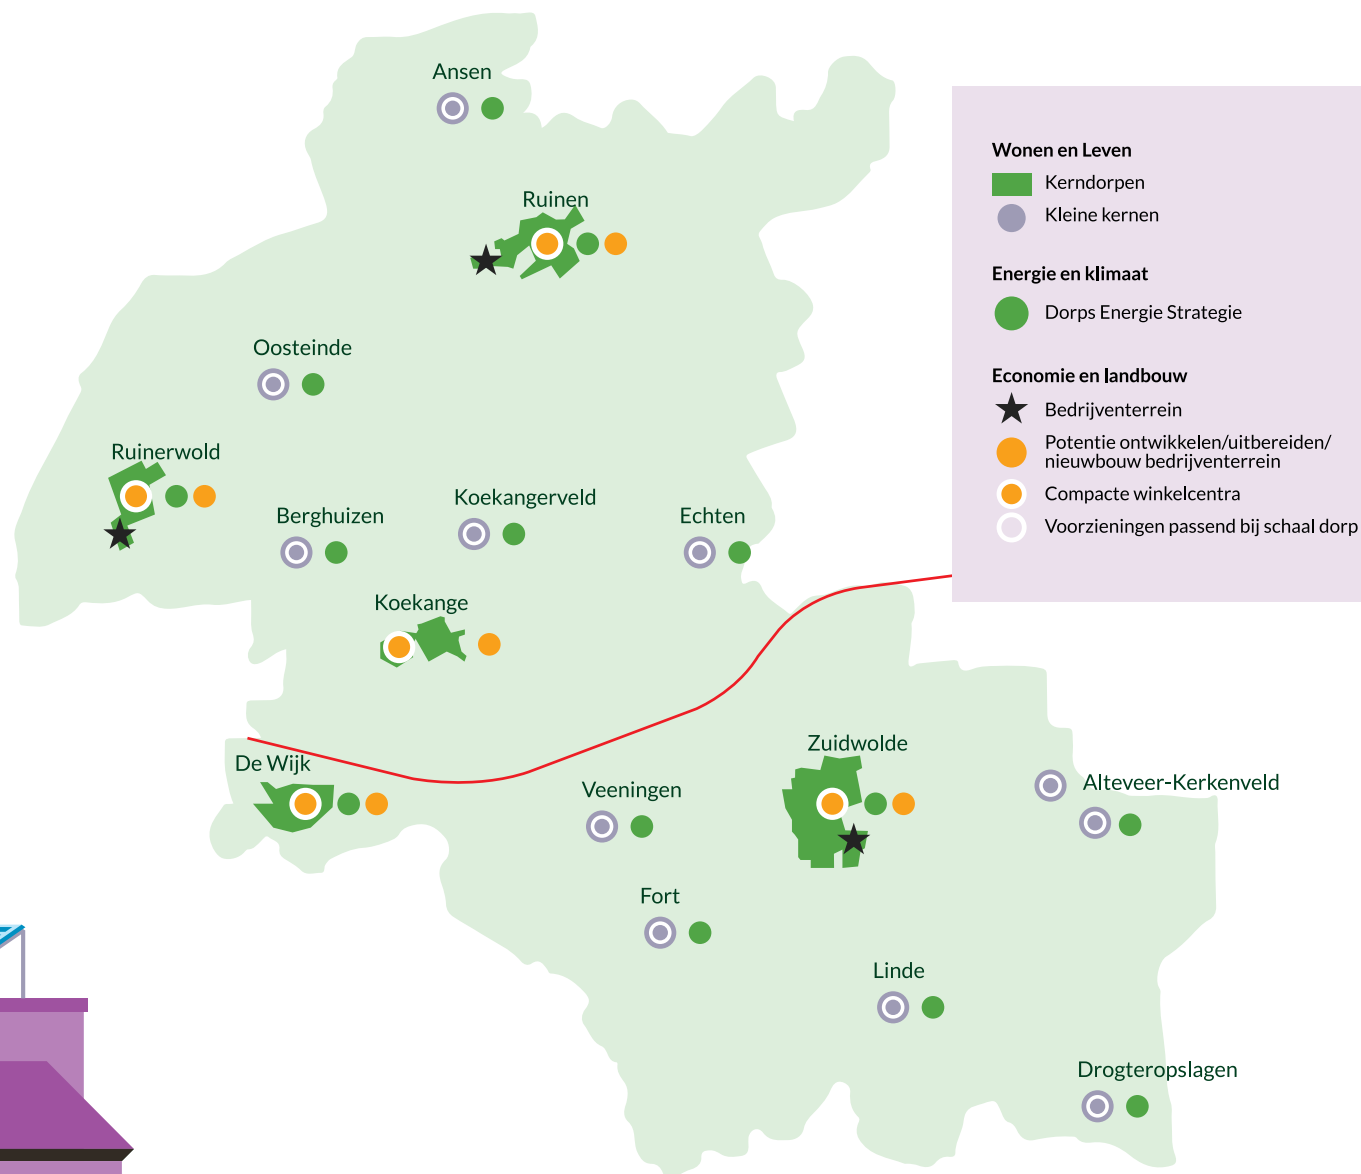 Ansen
Ruinen
Oosteinde
Ruinerwold
Berghuizen
Koekangerveld
Echten
Koekange
De Wijk
Veeningen
Zuidwolde
Alteveer-Kerkenveld
Fort
Linde
Drogteropslagen
Wonen en Leven
Kerndorpen
Kleine kernen
Energie en klimaat
Dorps Energie Strategie
Economie en landbouw
Bedrijventerrein
Potentie ontwikkelen/uitbereiden/
nieuwbouw bedrijventerrein
Compacte winkelcentra
Voorzieningen passend bij schaal dorp